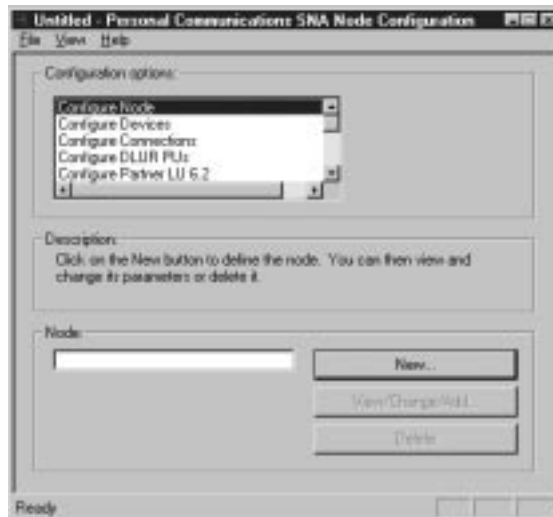 Untitled - Personal Communications SNA Node Configuration
File View Help
Configuration options:
Configure Node
Configure Devices
Configure Connections
Configure DLUR PUs
Configure Partner LU 6.2
Description:
Click on the New button to define the node. You can then view and
change its parameters or delete it.
Node:
New...
View/Change/Add...
Delete
Ready